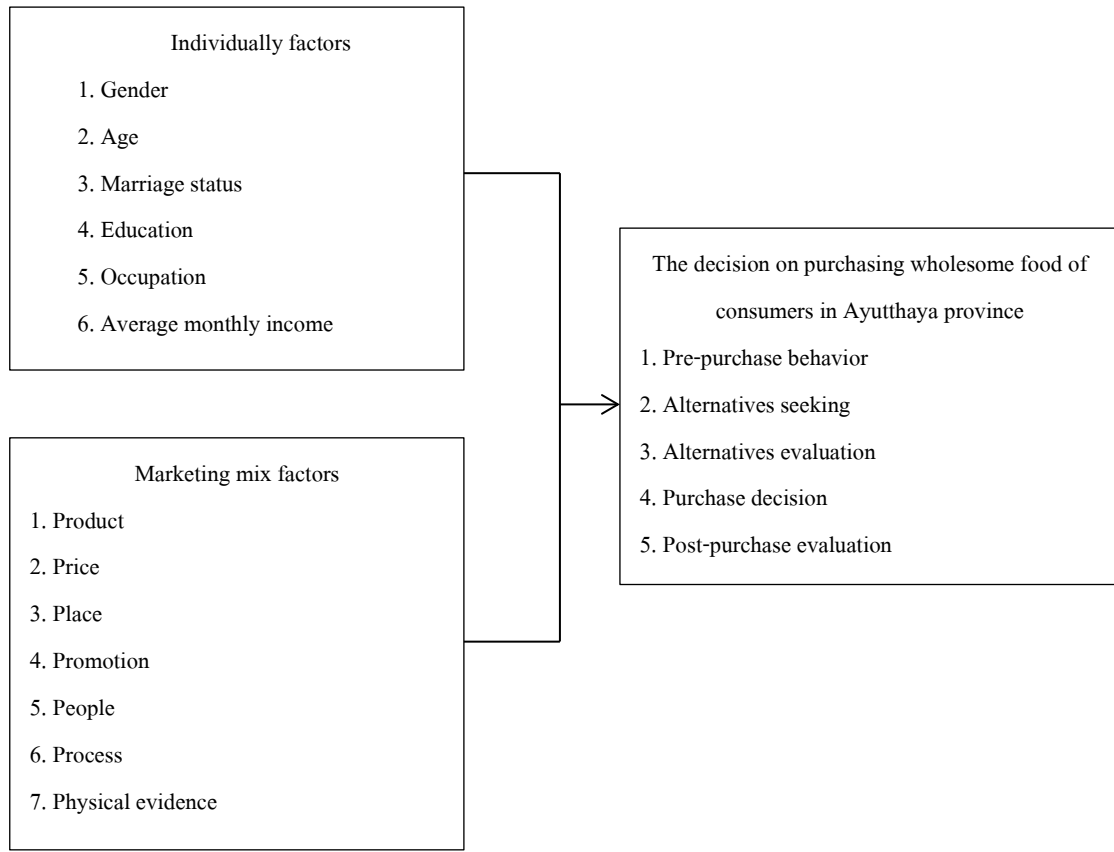 Individually factors
1. Gender
2. Age
3. Marriage status
4. Education
5. Occupation
6. Average monthly income
Marketing mix factors
1. Product
2. Price
3. Place
4. Promotion
5. People
6. Process
7. Physical evidence
The decision on purchasing wholesome food of
consumers in Ayutthaya province
1. Pre-purchase behavior
2. Alternatives seeking
3. Alternatives evaluation
4. Purchase decision
5. Post-purchase evaluation